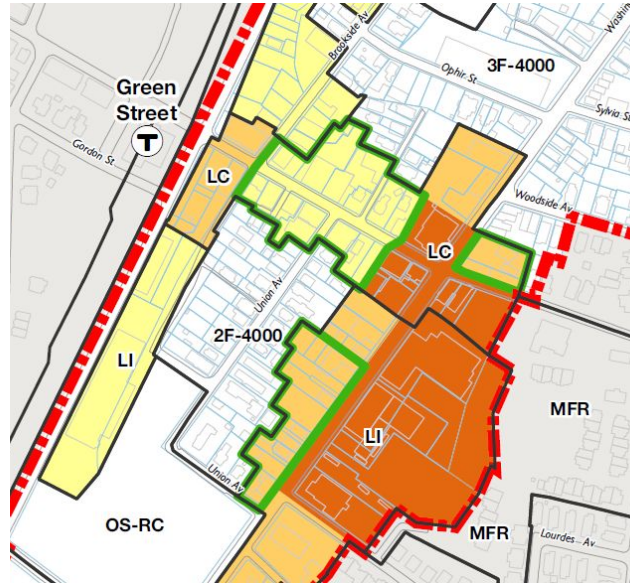 Brookside Av
Washin
3F-4000
Ophir St
Green
Street
T
Gordon St
Sylvia St
LC
Woodside Av
LC
Union Av
2F-4000
LI
MFR
LI
Union Av
OS-RC
MFR
Lourdes Av